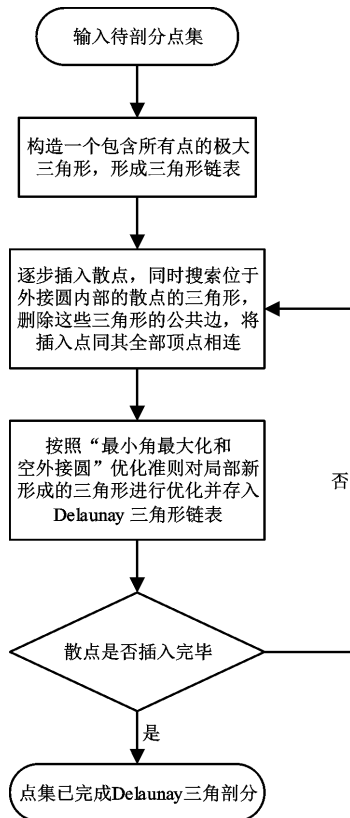 输入待剖分点集
构造一个包含所有点的极大
三角形，形成三角形链表
逐步插入散点，同时搜索位于
外接圆内部的散点的三角形，
删除这些三角形的公共边，将
插入点同其全部顶点相连
按照“最小角最大化和
空外接圆”优化准则对局部新
形成的三角形进行优化并存入
Delaunay 三角形链表
否
散点是否插入完毕
是
点集已完成Delaunay三角剖分